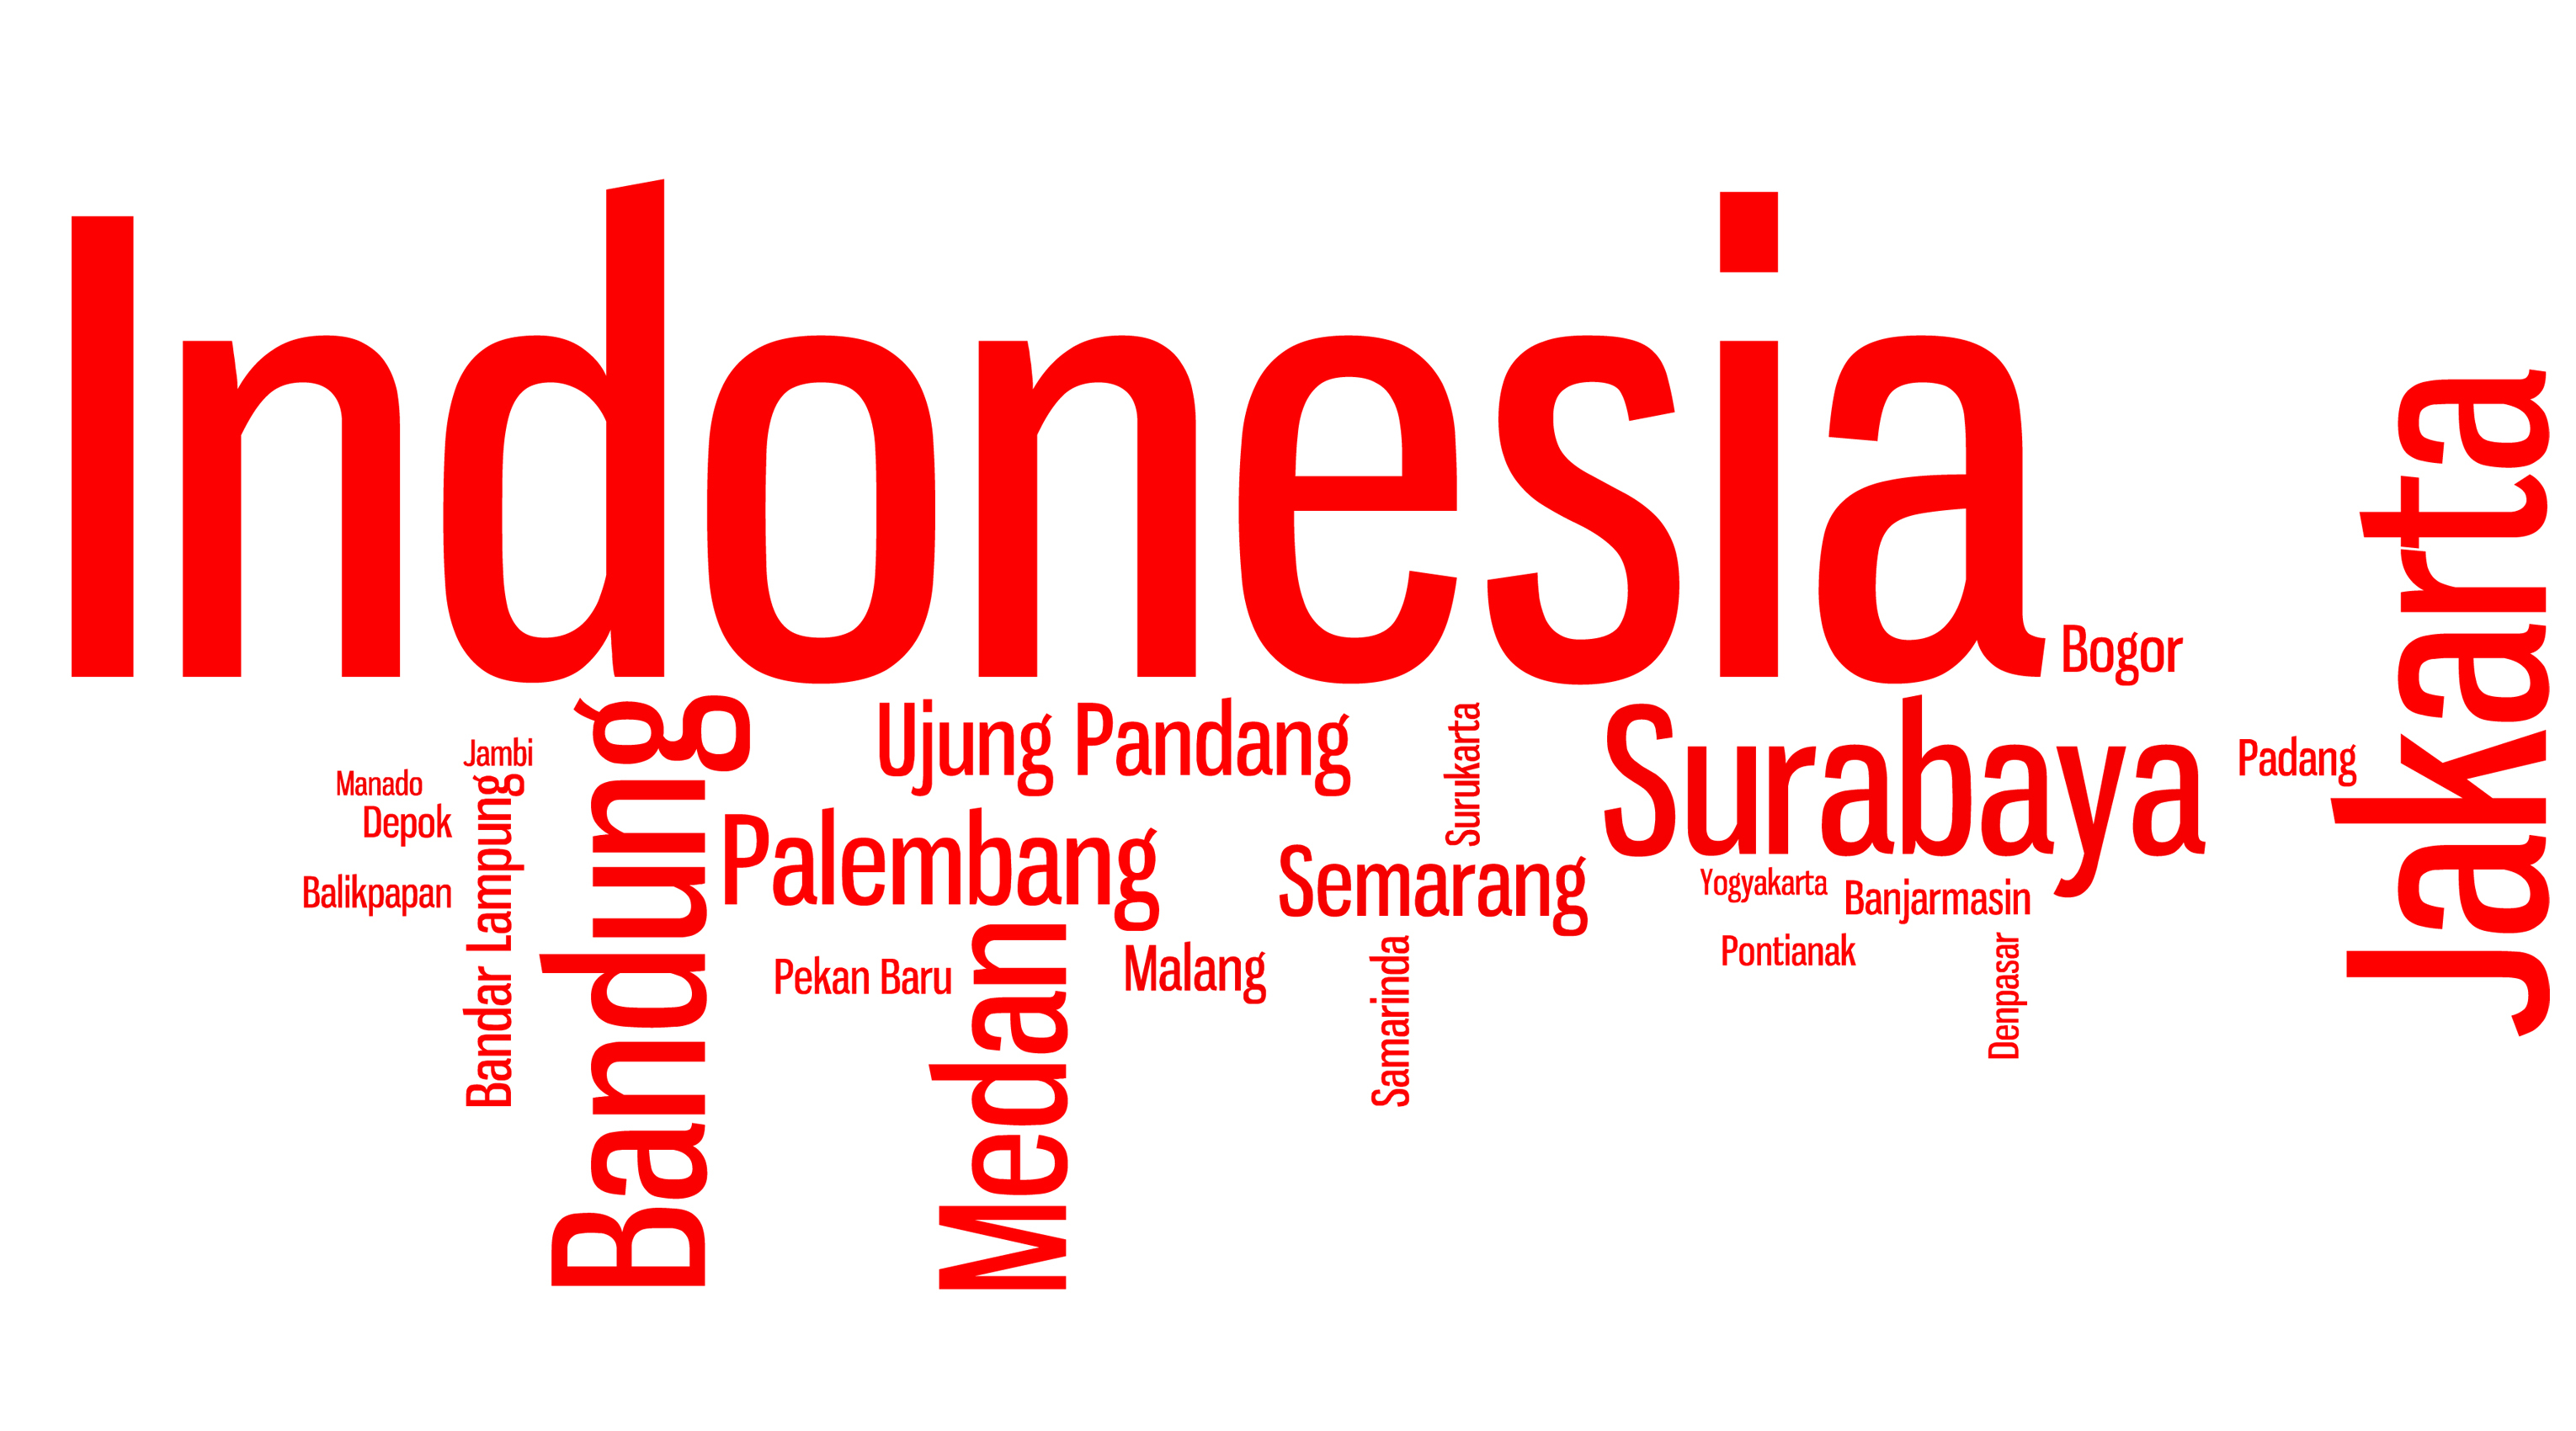 Indonesia
Jakarta
Bogor
Bandung
Ujung Pandang
Surukarta
Surabaya
Padang
Jambi
Manado
Depok
Bandar Lampung
Balikpapan
Palembang
Semarang
Yogyakarta
Banjarmasin
Pekan Baru
Medan
Malang
Samarinda
Pontianak
Denpasar